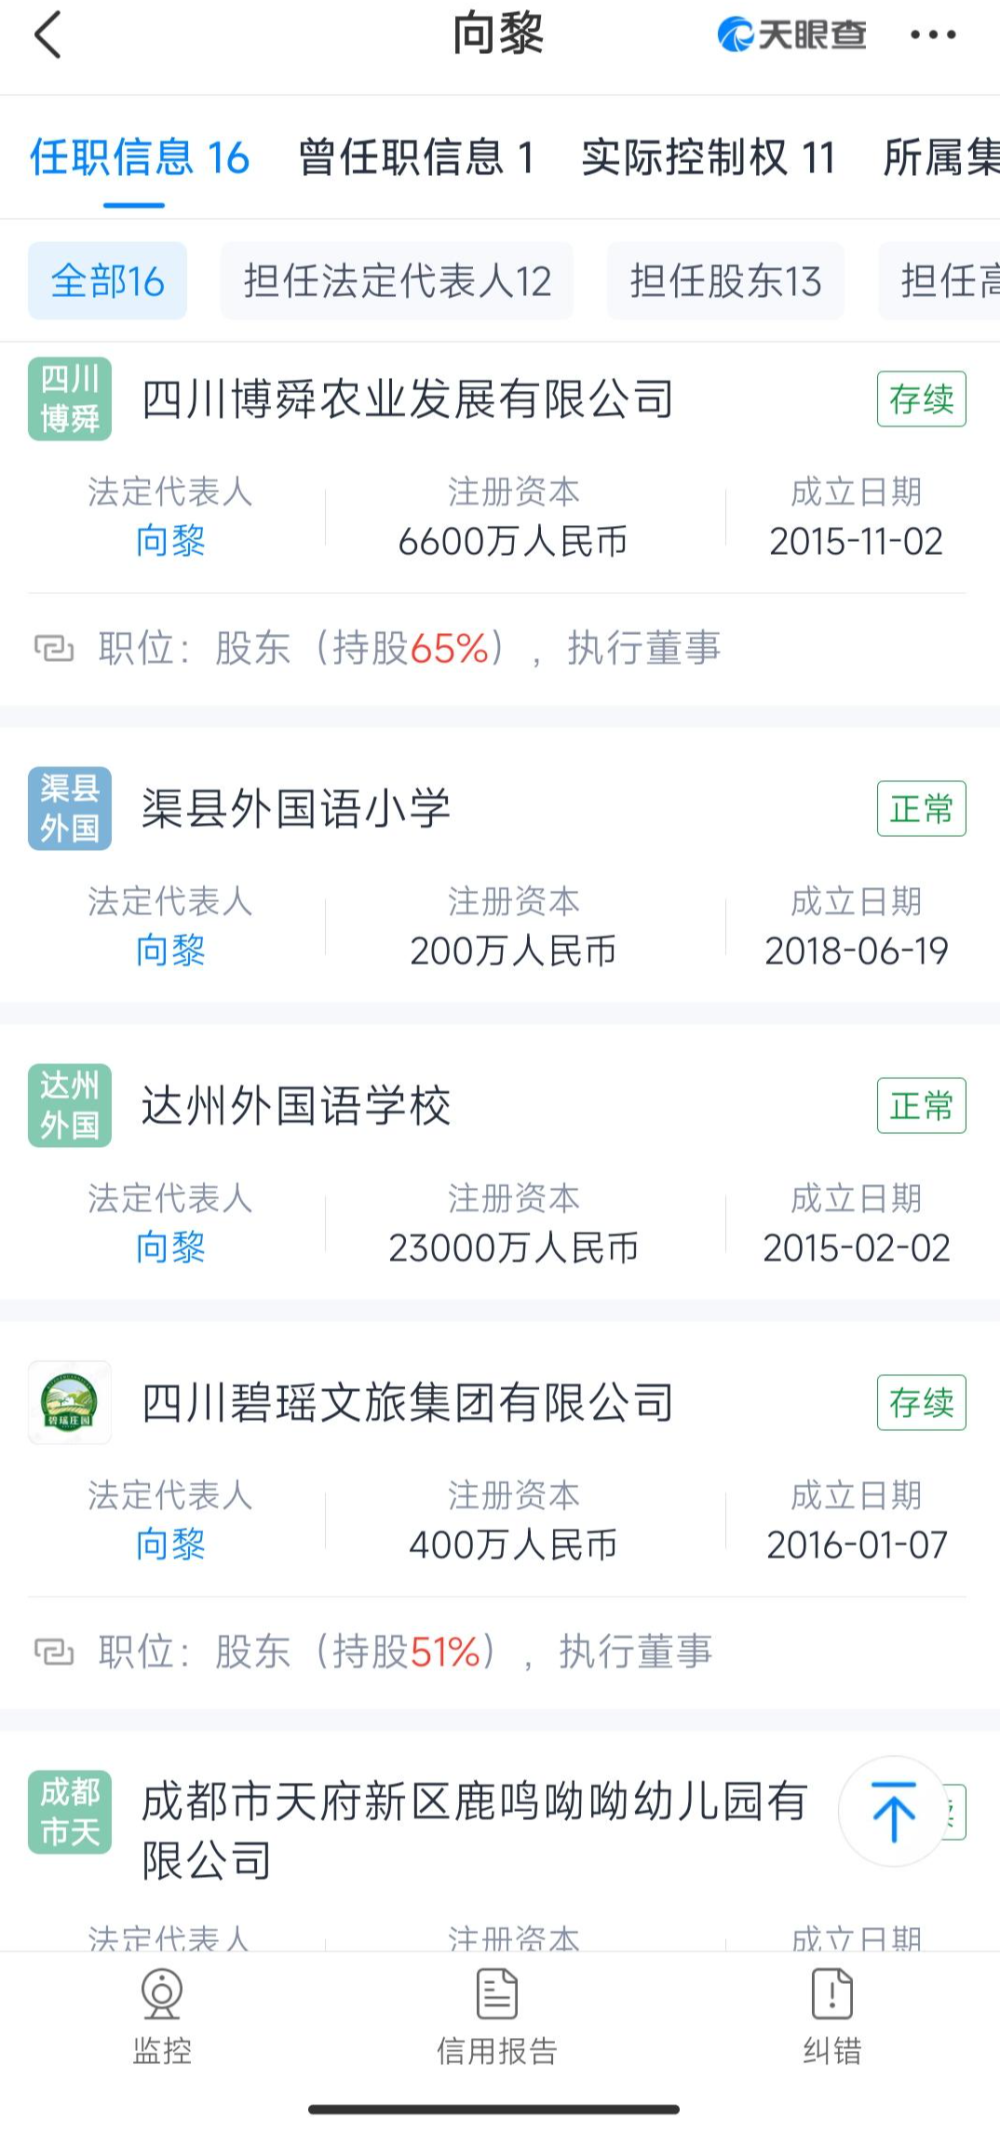 向黎
天眼查
任职信息 16 曾任职信息 1 实际控制权 11 所属集
全部16 担任法定代表人12 担任股东13 担任高
四川
博舜
四川博舜农业发展有限公司
存续
法定代表人 注册资本 成立日期
向黎 6600万人民币 2015-11-02
职位：股东（持股65%），执行董事
渠县
外国
渠县外国语小学
正常
法定代表人 注册资本 成立日期
向黎 200万人民币 2018-06-19
达州
外国
达州外国语学校
正常
法定代表人 注册资本 成立日期
向黎 23000万人民币 2015-02-02
碧瑶庄园
四川碧瑶文旅集团有限公司
存续
法定代表人 注册资本 成立日期
向黎 400万人民币 2016-01-07
职位：股东（持股51%），执行董事
成都
市天
成都市天府新区鹿鸣呦呦幼儿园有
限公司
法定代表人 注册资本 成立日期
监控 信用报告 纠错